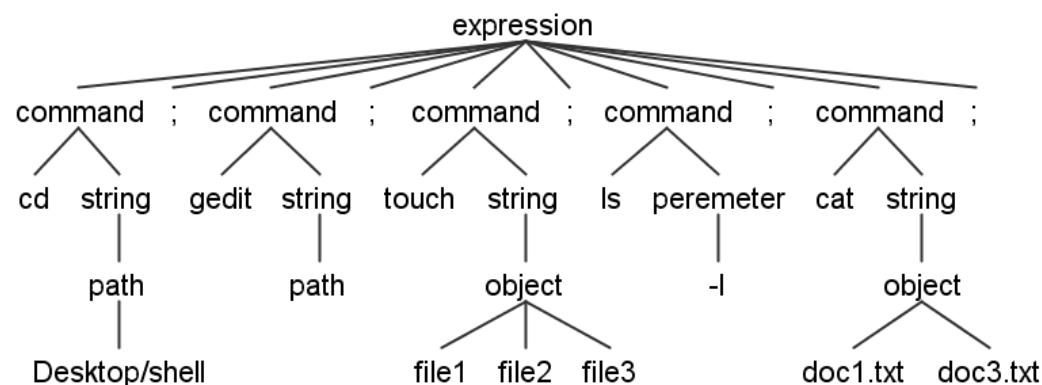 expression
command ; command ; command ; command ; command ;
cd string gedit string touch string ls peremeter cat string
path path object -l object
Desktop/shell file1 file2 file3 doc1.txt doc3.txt